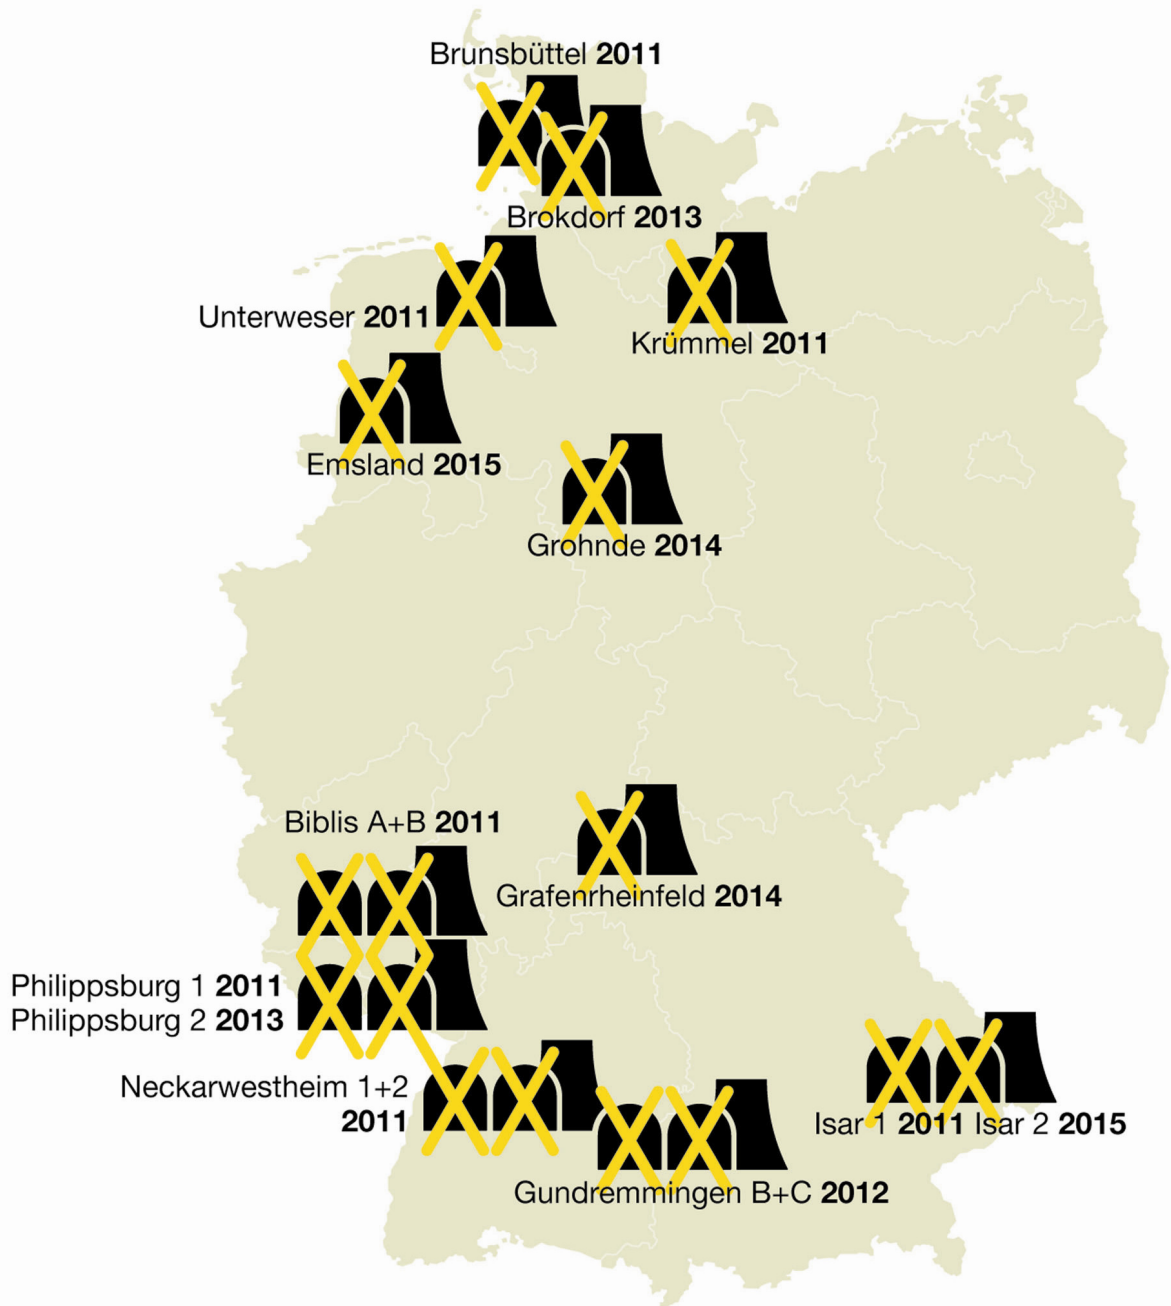 Brunsbüttel 2011
Brokdorf 2013
Unterweser 2011
Krümmel 2011
Emsland 2015
Grohnde 2014
Biblis A+B 2011
Grafenrheinfeld 2014
Philippsburg 1 2011
Philippsburg 2 2013
Neckarwestheim 1+2
2011
Isar 1 2011 Isar 2 2015
Gundremmingen B+C 2012